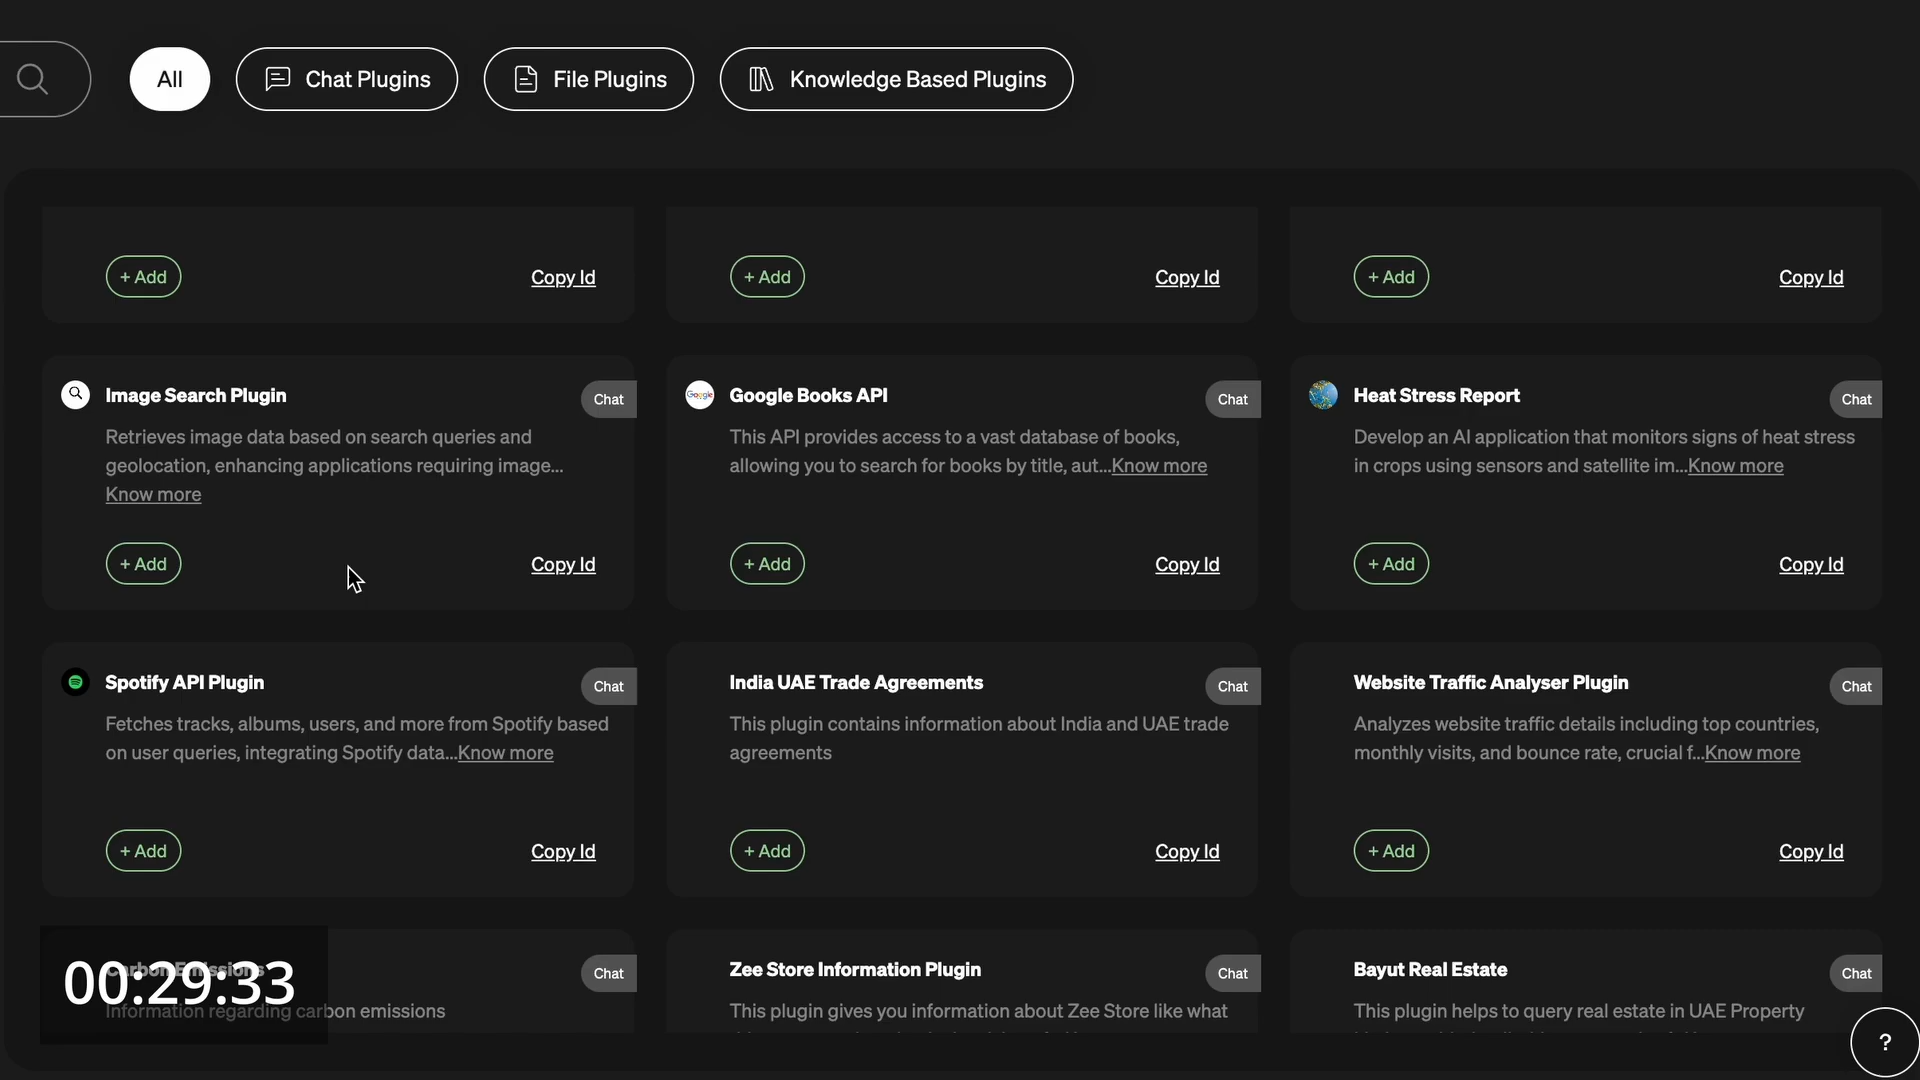 All
Chat Plugins
File Plugins
Knowledge Based Plugins
+ Add
Copy Id
+ Add
Copy Id
+ Add
Copy Id
Image Search Plugin
Chat
Retrieves image data based on search queries and
geolocation, enhancing applications requiring image...
Know more
+ Add
Copy Id
Google
Google Books API
Chat
This API provides access to a vast database of books,
allowing you to search for books by title, aut...Know more
+ Add
Copy Id
Heat Stress Report
Chat
Develop an AI application that monitors signs of heat stress
in crops using sensors and satellite im...Know more
+ Add
Copy Id
Spotify API Plugin
Chat
Fetches tracks, albums, users, and more from Spotify based
on user queries, integrating Spotify data...Know more
+ Add
Copy Id
India UAE Trade Agreements
Chat
This plugin contains information about India and UAE trade
agreements
+ Add
Copy Id
Website Traffic Analyser Plugin
Chat
Analyzes website traffic details including top countries,
monthly visits, and bounce rate, crucial f...Know more
+ Add
Copy Id
Carbon Emissions
Chat
Information regarding carbon emissions
00:29:33
Zee Store Information Plugin
Chat
This plugin gives you information about Zee Store like what
Bayut Real Estate
Chat
This plugin helps to query real estate in UAE Property
?